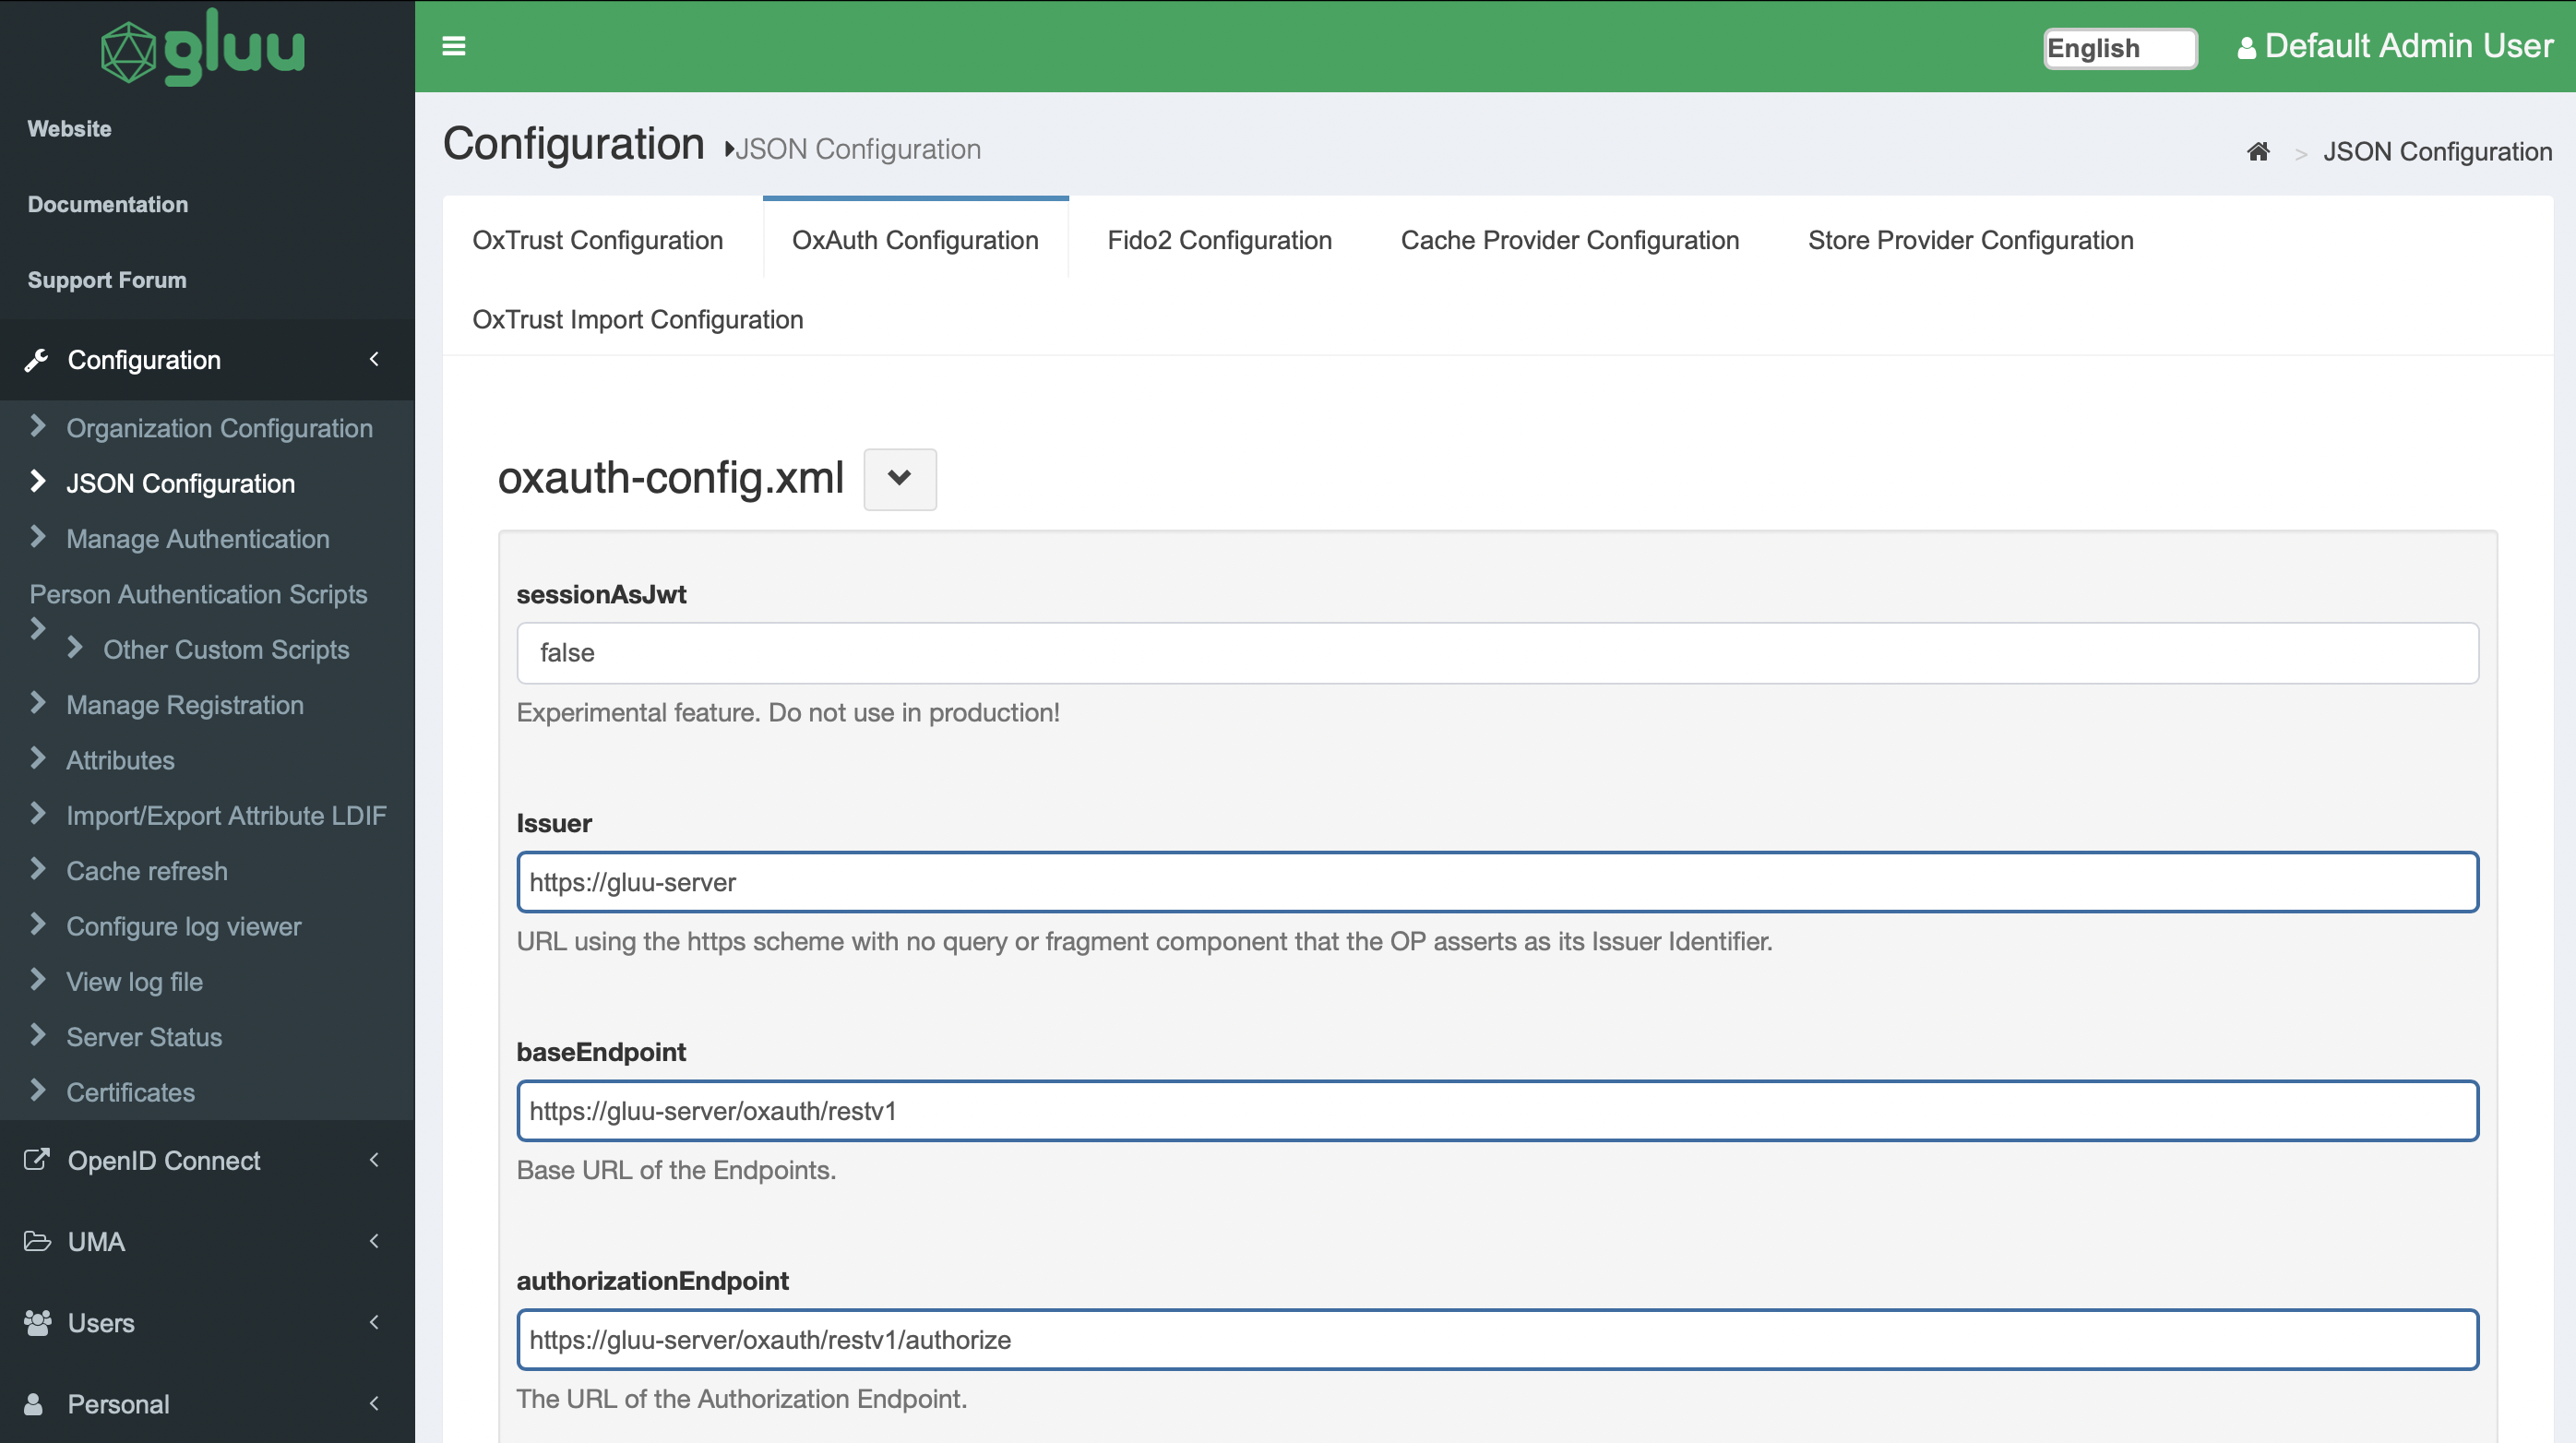 gluu
English
Default Admin User
Website
Documentation
Support Forum
Configuration
Organization Configuration
JSON Configuration
Manage Authentication
Person Authentication Scripts
Other Custom Scripts
Manage Registration
Attributes
Import/Export Attribute LDIF
Cache refresh
Configure log viewer
View log file
Server Status
Certificates
OpenID Connect
UMA
Users
Personal
Configuration JSON Configuration
> JSON Configuration
OxTrust Configuration
OxAuth Configuration
Fido2 Configuration
Cache Provider Configuration
Store Provider Configuration
OxTrust Import Configuration
oxauth-config.xml
sessionAsJwt
false
Experimental feature. Do not use in production!
Issuer
https://gluu-server
URL using the https scheme with no query or fragment component that the OP asserts as its Issuer Identifier.
baseEndpoint
https://gluu-server/oxauth/restv1
Base URL of the Endpoints.
authorizationEndpoint
https://gluu-server/oxauth/restv1/authorize
The URL of the Authorization Endpoint.